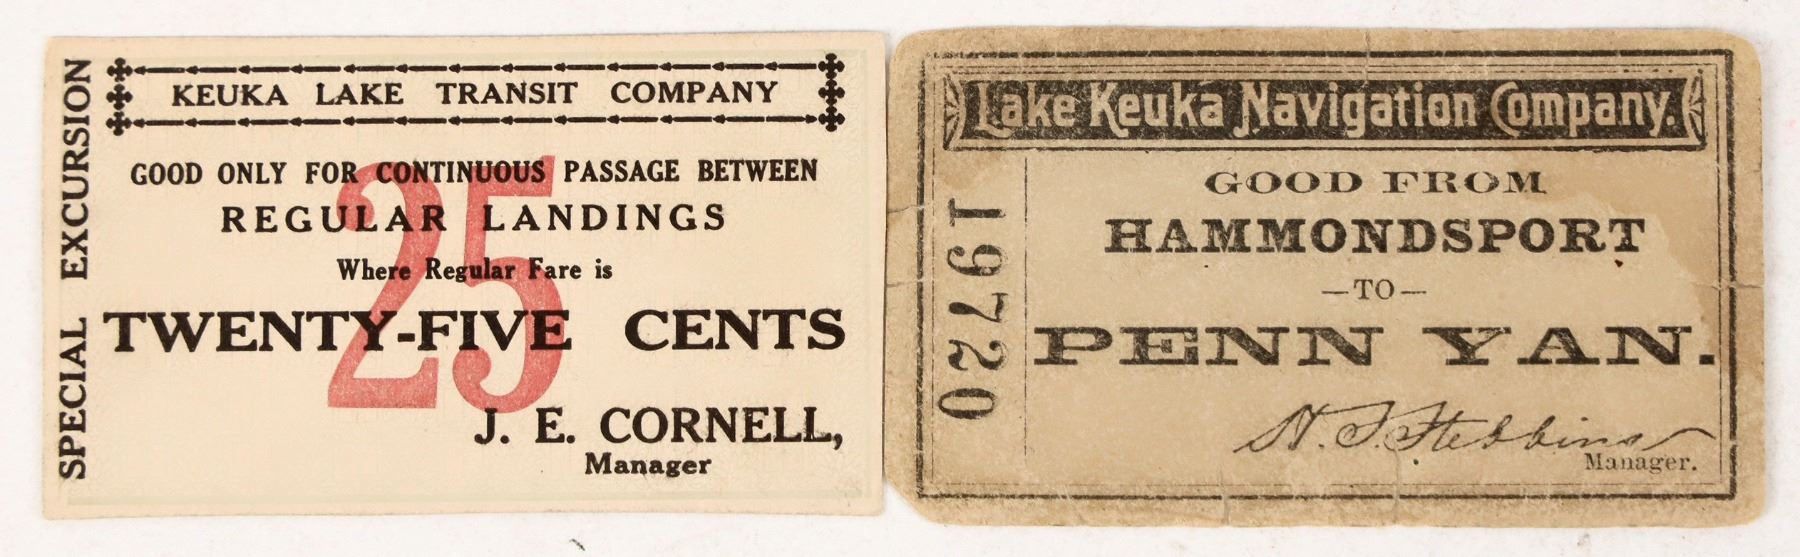 SPECIAL EXCURSION
KEUKA LAKE TRANSIT COMPANY
GOOD ONLY FOR CONTINUOUS PASSAGE BETWEEN
REGULAR LANDINGS
Where Regular Fare is
25
TWENTY-FIVE CENTS
J. E. CORNELL,
Manager
Lake Keuka Navigation Company.
19720
GOOD FROM
HAMMONDSPORT
—TO—
PENN YAN.
H. S. Stebbins
Manager.